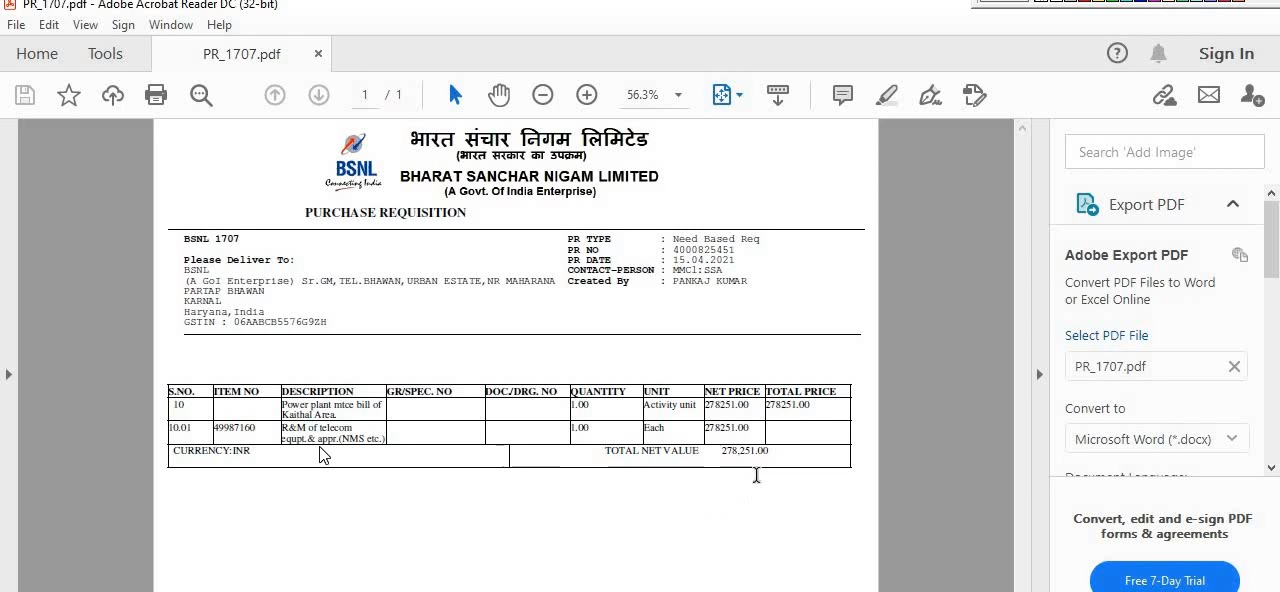 PR_1707.pdf - Adobe Acrobat Reader DC (32-bit)
File Edit View Sign Window Help
Home Tools PR_1707.pdf × Sign In
1 / 1 56.3%
भारत संचार निगम लिमिटेड
(भारत सरकार का उपक्रम)
BSNL
Connecting India
BHARAT SANCHAR NIGAM LIMITED
(A Govt. Of India Enterprise)
PURCHASE REQUISITION
BSNL 1707 PR TYPE : Need Based Req
PR NO : 4000825451
Please Deliver To: PR DATE : 15.04.2021
BSNL CONTACT-PERSON : MMCl:SSA
(A GoI Enterprise) Sr.GM,TEL.BHAWAN,URBAN ESTATE,NR MAHARANA Created By : PANKAJ KUMAR
PARTAP BHAWAN
KARNAL
Haryana,India
GSTIN : 06AABCB5576G9ZH
S.NO. ITEM NO DESCRIPTION GR/SPEC. NO DOC./DRG. NO QUANTITY UNIT NET PRICE TOTAL PRICE
10 Power plant mtce bill of 1.00 Activity unit 278251.00 278251.00
Kaithal Area.
10.01 49987160 R&M of telecom 1.00 Each 278251.00
equpt.& appr.(NMS etc.)
CURRENCY:INR TOTAL NET VALUE 278,251.00
Search 'Add Image'
Export PDF
Adobe Export PDF
Convert PDF Files to Word
or Excel Online
Select PDF File
PR_1707.pdf
Convert to
Microsoft Word (*.docx)
Document Language:
Convert, edit and e-sign PDF
forms & agreements
Free 7-Day Trial